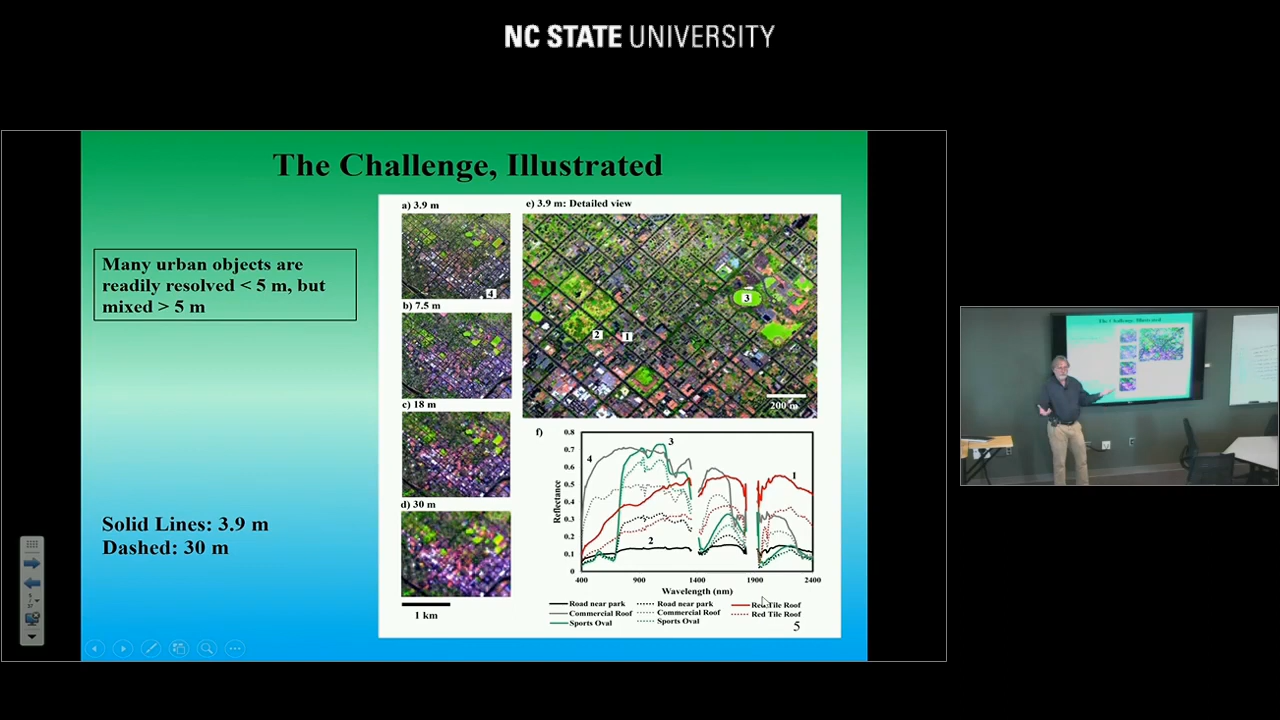 NC STATE UNIVERSITY
The Challenge, Illustrated
Many urban objects are
readily resolved < 5 m, but
mixed > 5 m
Solid Lines: 3.9 m
Dashed: 30 m
a) 3.9 m
4
b) 7.5 m
c) 18 m
d) 30 m
1 km
e) 3.9 m: Detailed view
3
2
1
200 m
f)
0.8
0.7
0.6
0.5
0.4
0.3
0.2
0.1
0
Reflectance
4
3
1
2
400
900
1400
1900
2400
Wavelength (nm)
Road near park
Road near park
Red Tile Roof
Commercial Roof
Commercial Roof
Red Tile Roof
Sports Oval
Sports Oval
5
The Challenge, Illustrated